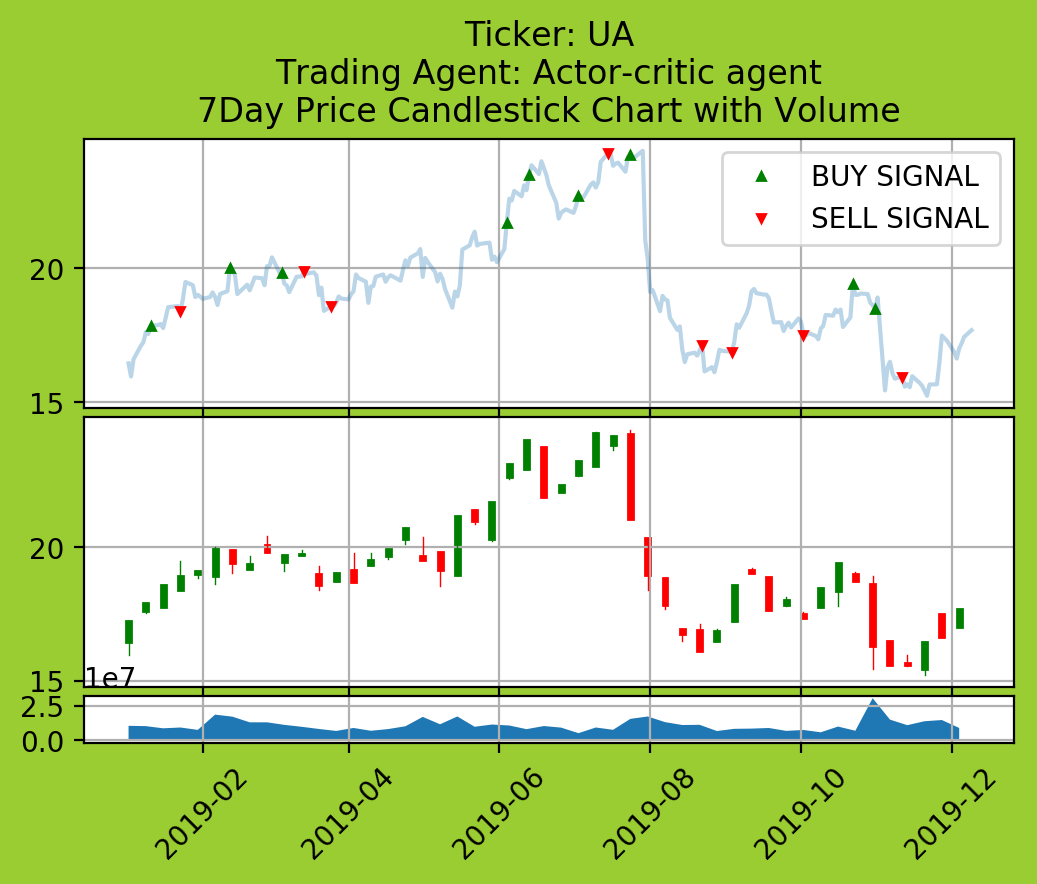 Ticker: UA
Trading Agent: Actor-critic agent
7Day Price Candlestick Chart with Volume
BUY SIGNAL
SELL SIGNAL
20
15
20
15
1e7
2.5
0.0
2019-02
2019-04
2019-06
2019-08
2019-10
2019-12